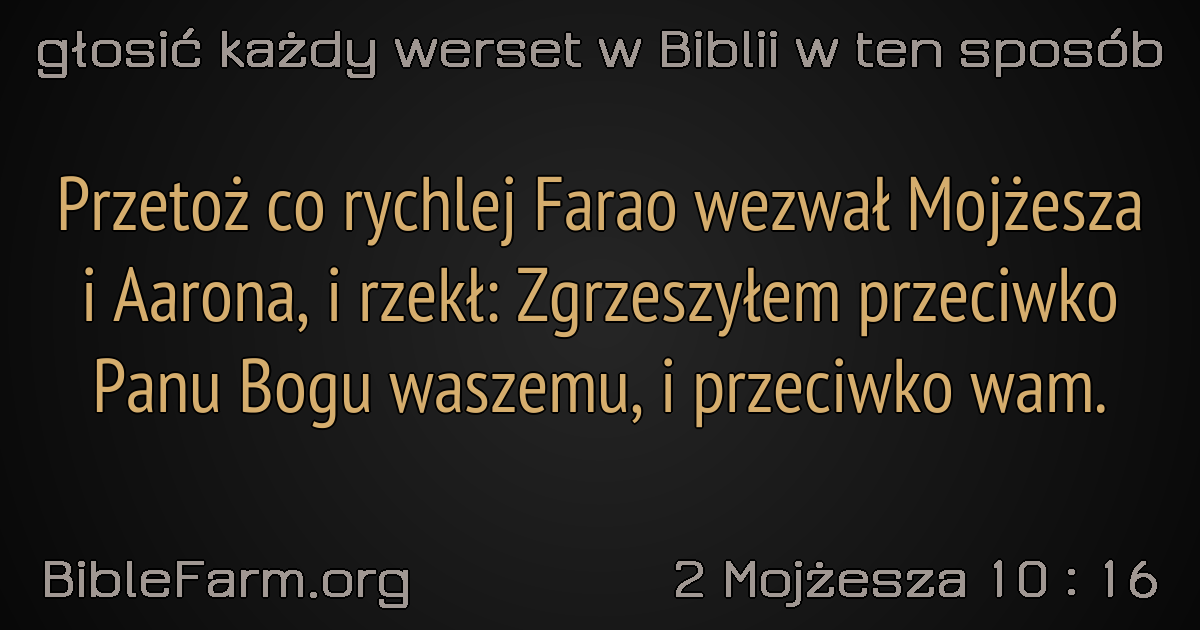 głosić każdy werset w Biblii w ten sposób
Przetoż co rychlej Farao wezwał Mojżesza
i Aarona, i rzekł: Zgrzeszyłem przeciwko
Panu Bogu waszemu, i przeciwko wam.
BibleFarm.org
2 Mojżesza 10 : 16